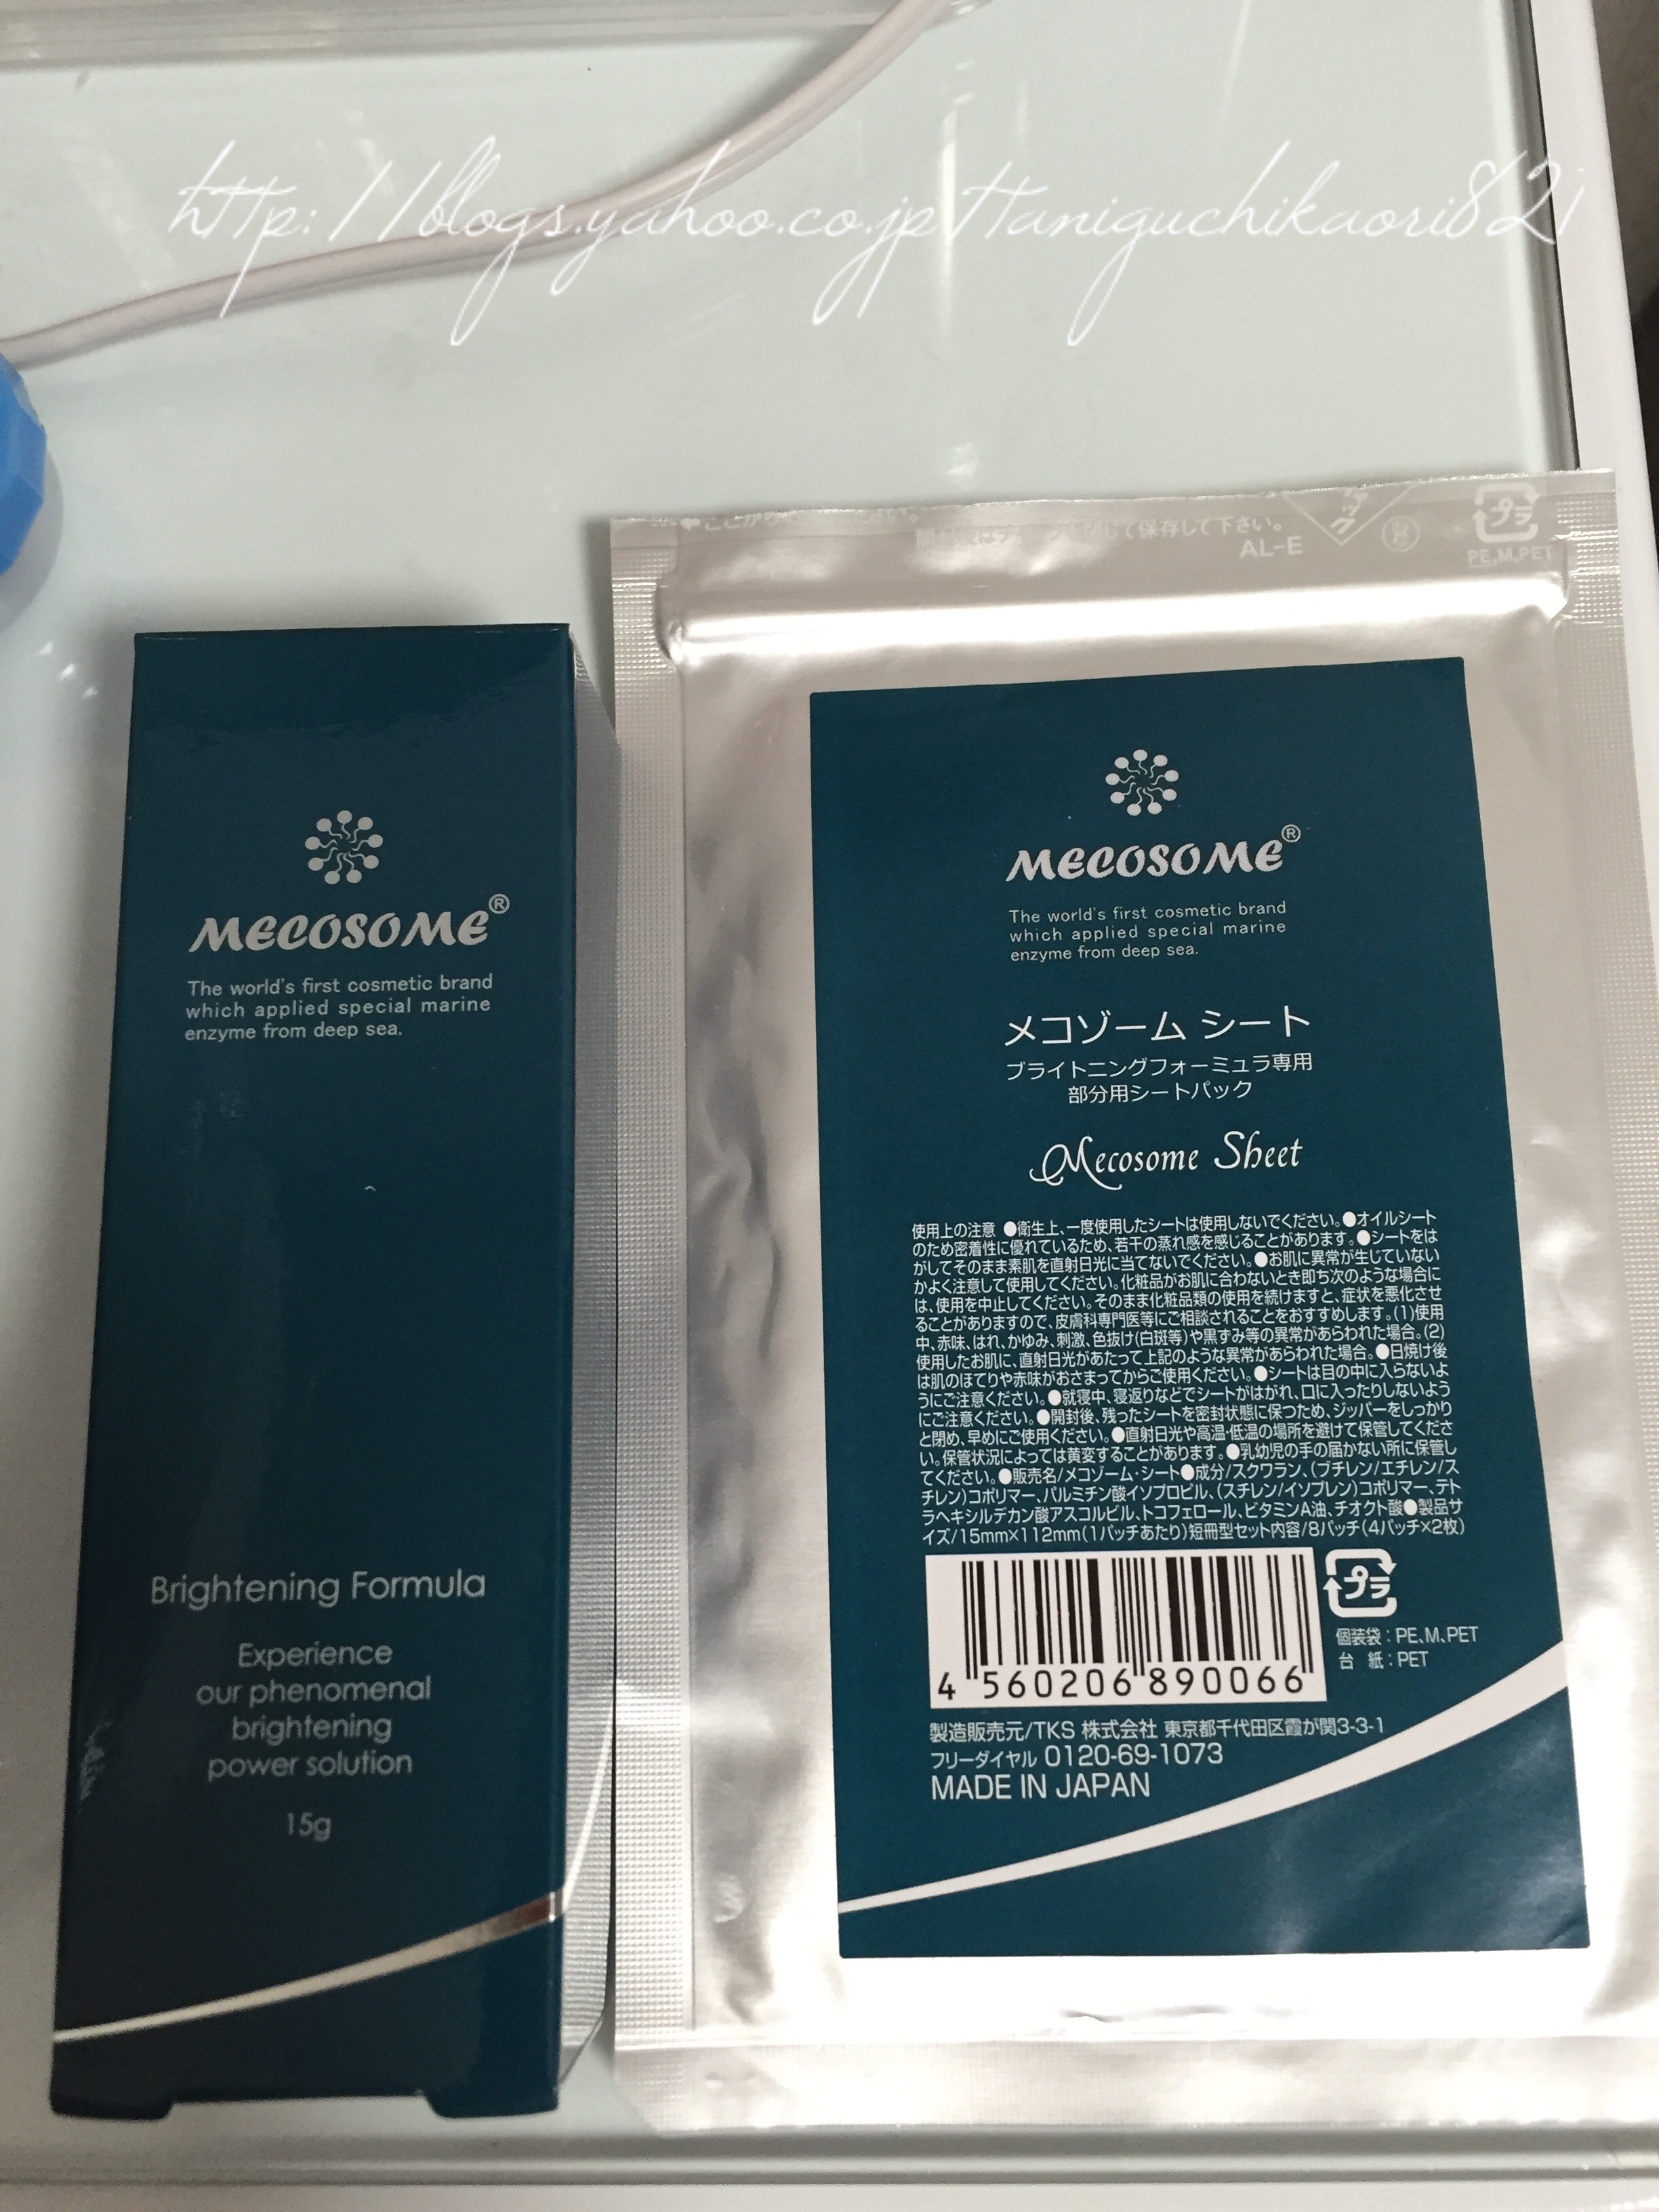 http://blogs.yahoo.co.jp/ttaniguchikaori82i
して保存して下さい。
AL-E
プラ
PE,M,PET
MECOSOME®
The world's first cosmetic brand
which applied special marine
enzyme from deep sea.
Brightening Formula
Experience
our phenomenal
brightening
power solution
15g
MECOSOME®
The world's first cosmetic brand
which applied special marine
enzyme from deep sea.
メコゾーム シート
ブライトニングフォーミュラ専用
部分用シートパック
Mecosome Sheet
使用上の注意 ●衛生上、一度使用したシートは使用しないでください。●オイルシート
のため密着性に優れているため、若干の蒸れ感を感じることがあります。●シートをは
がしてそのまま素肌を直射日光に当てないでください。●お肌に異常が生じていない
かよく注意して使用してください。化粧品がお肌に合わないとき即ち次のような場合に
は、使用を中止してください。そのまま化粧品類の使用を続けますと、症状を悪化させ
ることがありますので、皮膚科専門医等にご相談されることをおすすめします。(1)使用
中、赤味、はれ、かゆみ、刺激、色抜け(白斑等)や黒ずみ等の異常があらわれた場合。(2)
使用したお肌に、直射日光があたって上記のような異常があらわれた場合。●日焼け後
は肌のほてりや赤味がおさまってからご使用ください。●シートは目の中に入らないよ
うにご注意ください。●就寝中、寝返りなどでシートがはがれ、口に入ったりしないよう
にご注意ください。●開封後、残ったシートを密封状態に保つため、ジッパーをしっかり
と閉め、早めにご使用ください。●直射日光や高温・低温の場所を避けて保管してくださ
い。保管状況によっては黄変することがあります。●乳幼児の手の届かない所に保管し
てください。●販売名/メコゾーム・シート●成分/スクワラン、(ブチレン/エチレン/ス
チレン)コポリマー、パルミチン酸イソプロピル、(スチレン/イソプレン)コポリマー、テト
ラヘキシルデカン酸アスコルビル、トコフェロール、ビタミンA油、チオクト酸●製品サ
イズ/15mm×112mm(1パッチあたり)短冊型セット内容/8パッチ(4パッチ×2枚)
4 560206 890066
プラ
個装袋：PE、M、PET
台 紙：PET
製造販売元/TKS 株式会社 東京都千代田区霞が関3-3-1
フリーダイヤル 0120-69-1073
MADE IN JAPAN